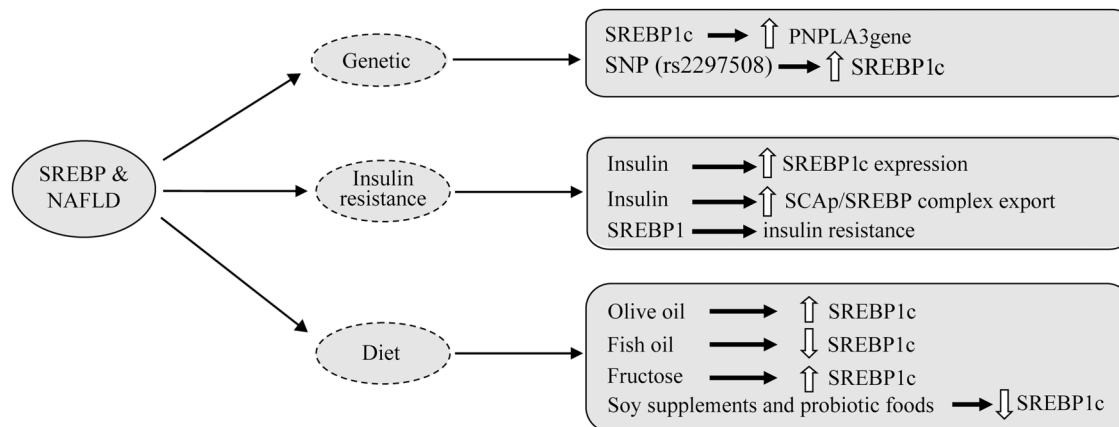 SREBP &
NAFLD
Genetic
SREBP1c → ⇧ PNPLA3gene
SNP (rs2297508) → ⇧ SREBP1c
Insulin
resistance
Insulin → ⇧ SREBP1c expression
Insulin → ⇧ SCAp/SREBP complex export
SREBP1 → insulin resistance
Diet
Olive oil → ⇧ SREBP1c
Fish oil → ⇩ SREBP1c
Fructose → ⇧ SREBP1c
Soy supplements and probiotic foods → ⇩ SREBP1c